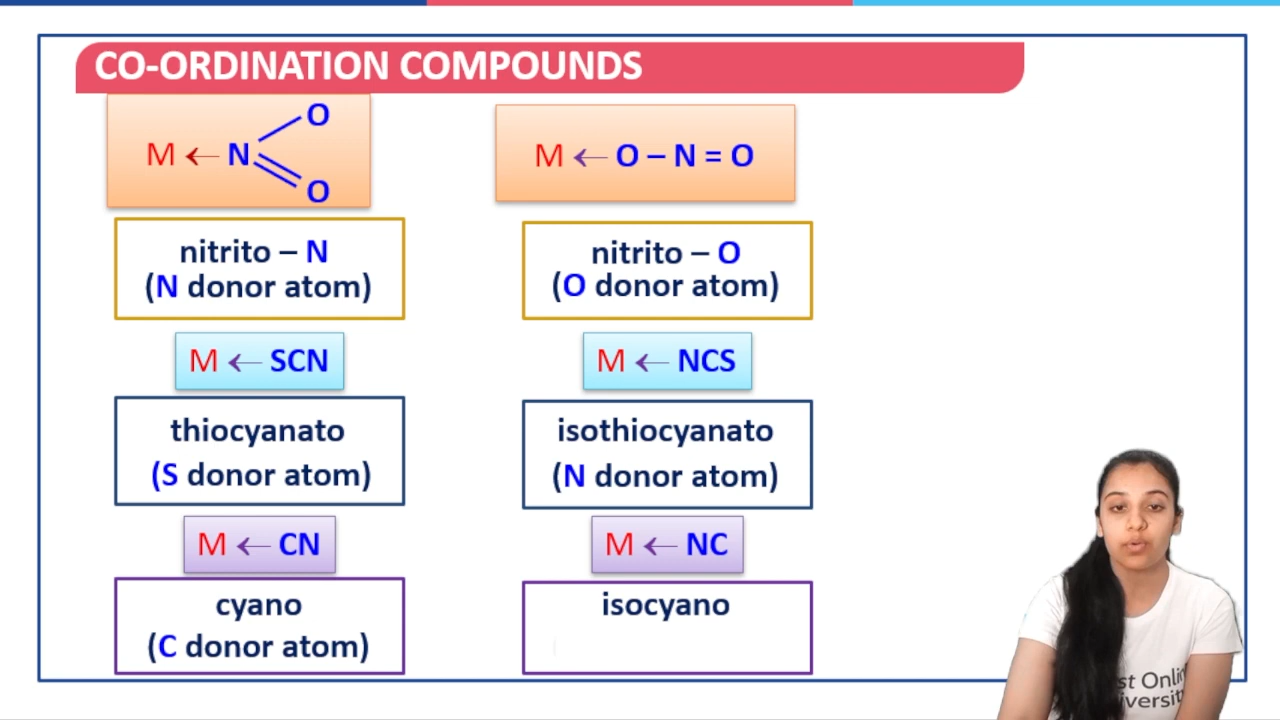 CO-ORDINATION COMPOUNDS
O
M ← N
O
M ← O – N = O
nitrito – N
(N donor atom)
nitrito – O
(O donor atom)
M ← SCN
M ← NCS
thiocyanato
(S donor atom)
isothiocyanato
(N donor atom)
M ← CN
M ← NC
cyano
(C donor atom)
isocyano